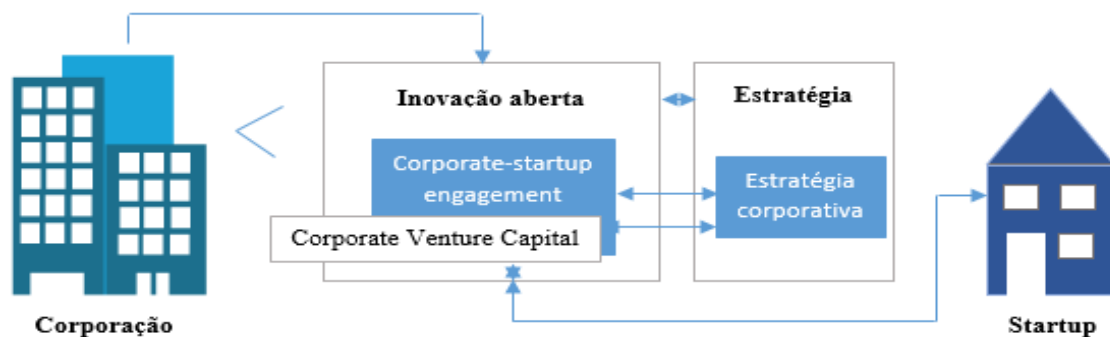 Inovação aberta
Estratégia
Corporate-startup
engagement
Estratégia
corporativa
Corporate Venture Capital
Corporação
Startup